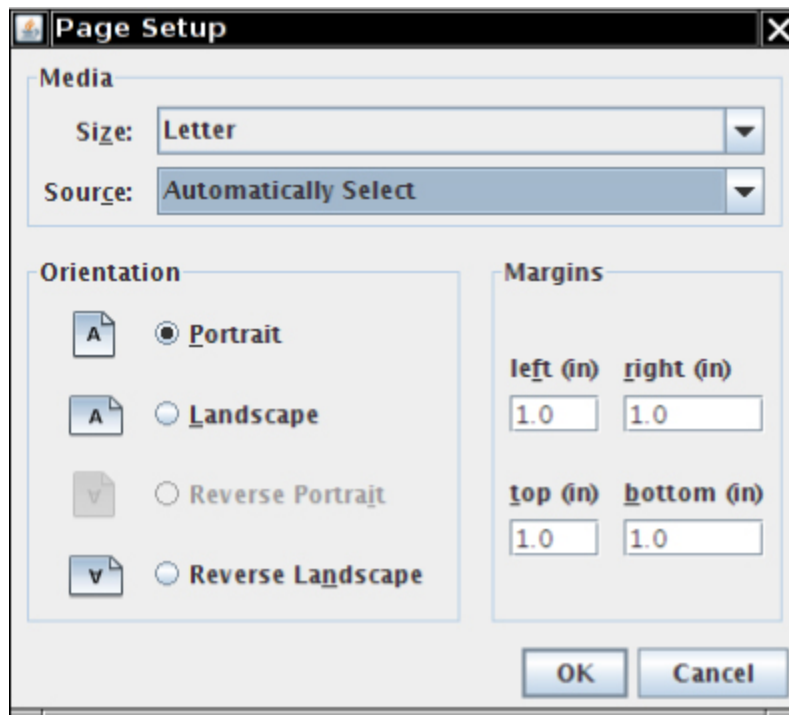 Page Setup
Media
Size: Letter
Source: Automatically Select
Orientation
A Portrait
A Landscape
A Reverse Portrait
A Reverse Landscape
Margins
left (in) right (in)
1.0 1.0
top (in) bottom (in)
1.0 1.0
OK Cancel